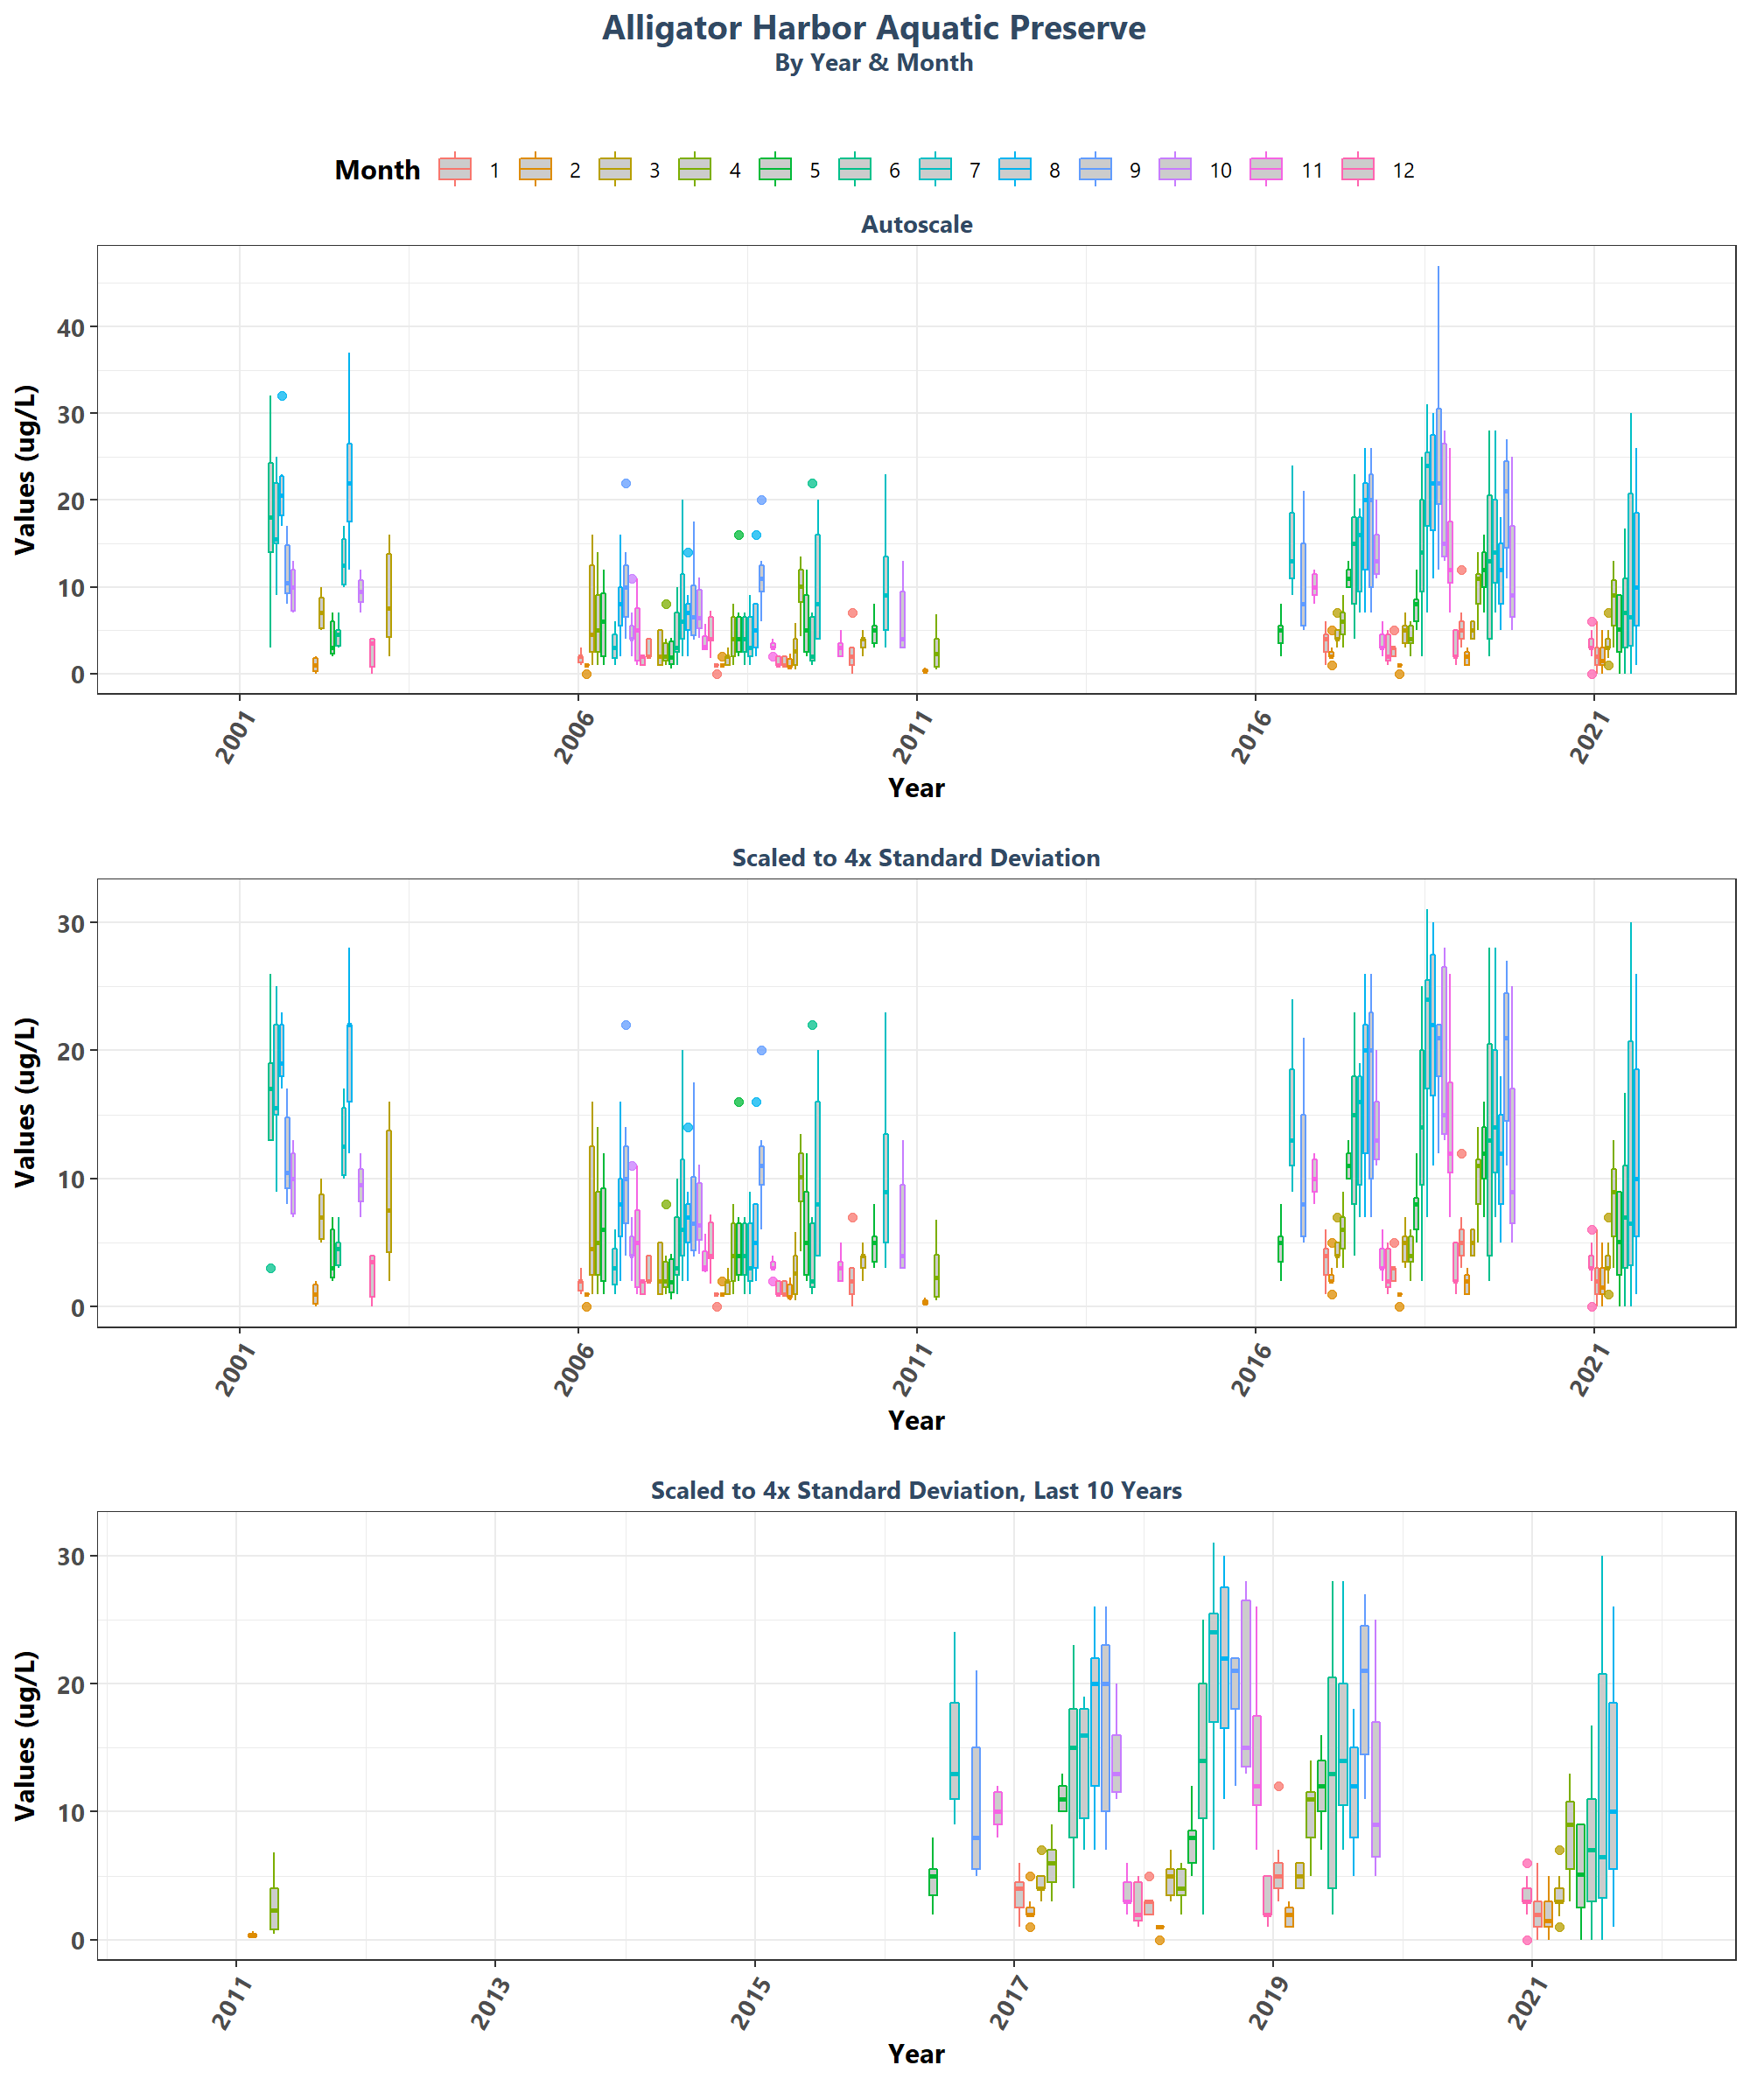 Alligator Harbor Aquatic Preserve
By Year & Month
Month 1 2 3 4 5 6 7 8 9 10 11 12
Autoscale
Values (ug/L)
40
30
20
10
0
2001 2006 2011 2016 2021
Year
Scaled to 4x Standard Deviation
Values (ug/L)
30
20
10
0
2001 2006 2011 2016 2021
Year
Scaled to 4x Standard Deviation, Last 10 Years
Values (ug/L)
30
20
10
0
2011 2013 2015 2017 2019 2021
Year